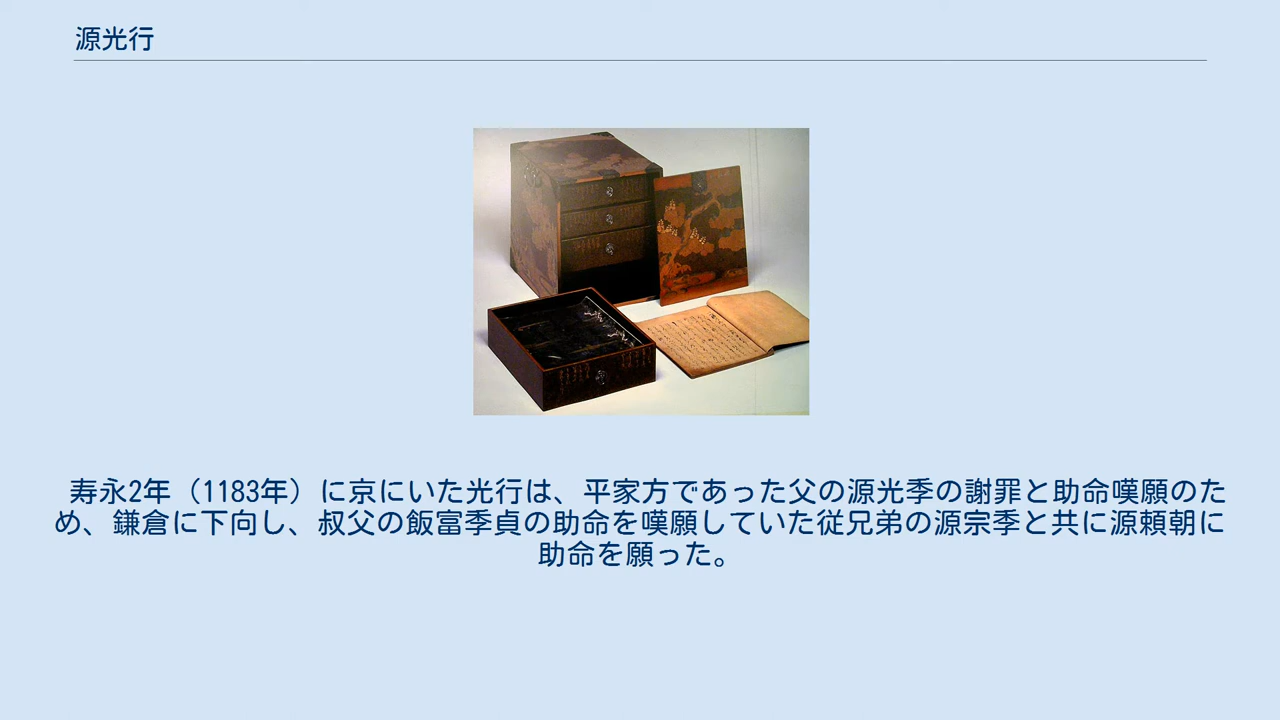 源光行
寿永2年（1183年）に京にいた光行は、平家方であった父の源光季の謝罪と助命嘆願のた
め、鎌倉に下向し、叔父の飯富季貞の助命を嘆願していた従兄弟の源宗季と共に源頼朝に
助命を願った。